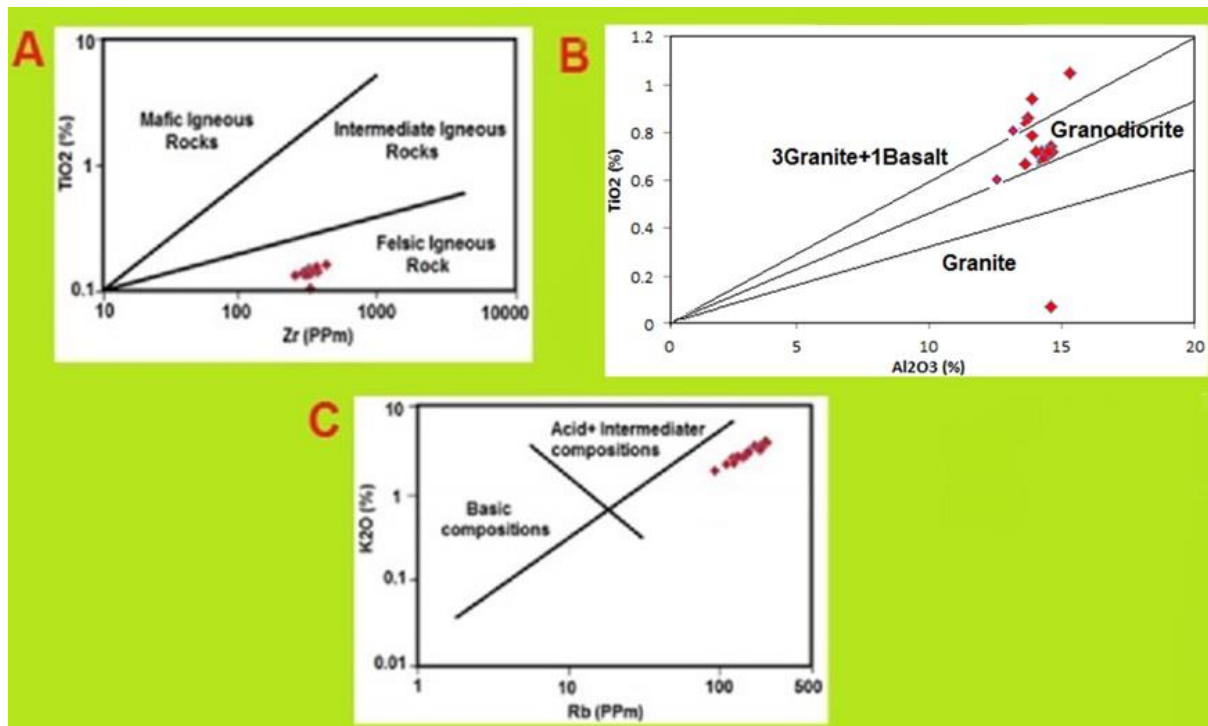 A
10
1
0.1
TiO2 (%)
Mafic Igneous
Rocks
Intermediate Igneous
Rocks
Felsic Igneous
Rock
10
100
1000
10000
Zr (PPm)
B
1.2
1
0.8
0.6
0.4
0.2
0
TiO2 (%)
3Granite+1Basalt
Granodiorite
Granite
0
5
10
15
20
Al2O3 (%)
C
10
1
0.1
0.01
K2O (%)
Acid+ Intermediater
compositions
Basic
compositions
1
10
100
500
Rb (PPm)